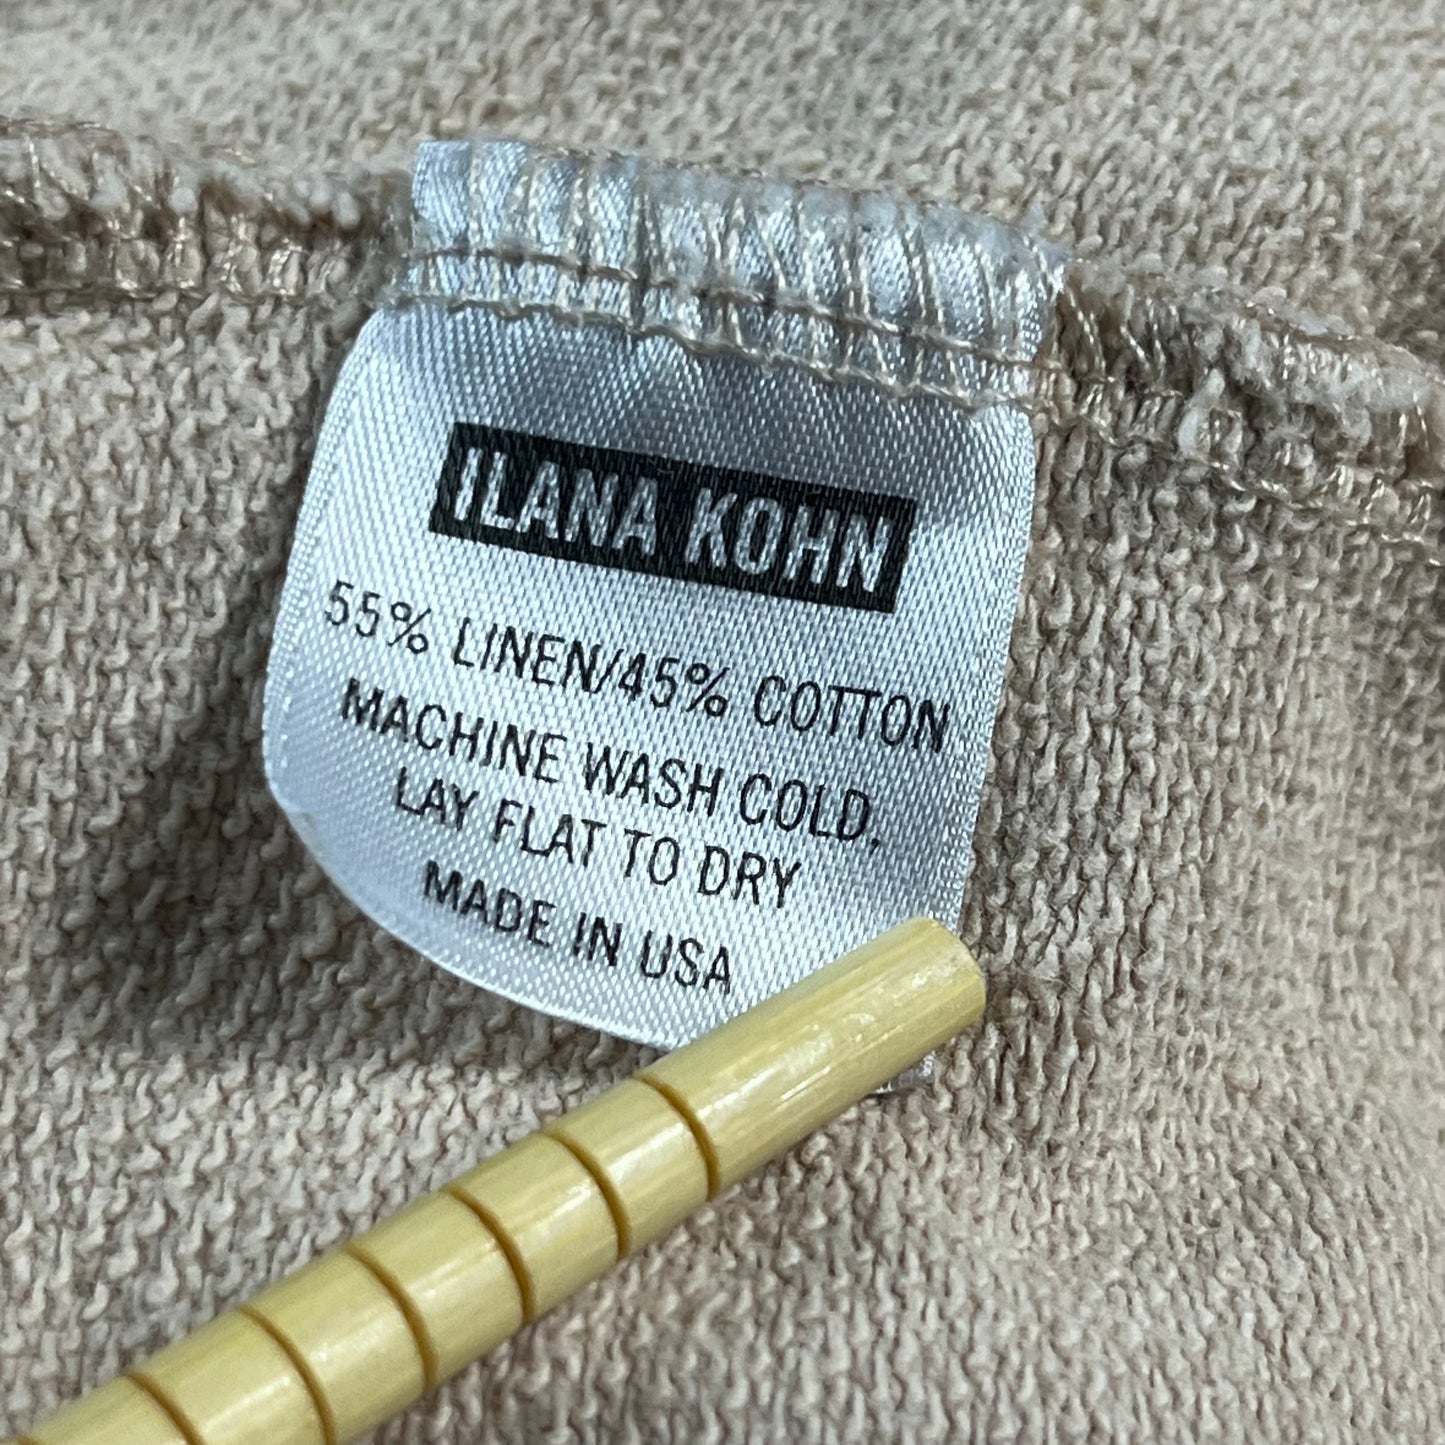 ILANA KOHN
55% LINEN/45% COTTON
MACHINE WASH COLD.
LAY FLAT TO DRY
MADE IN USA